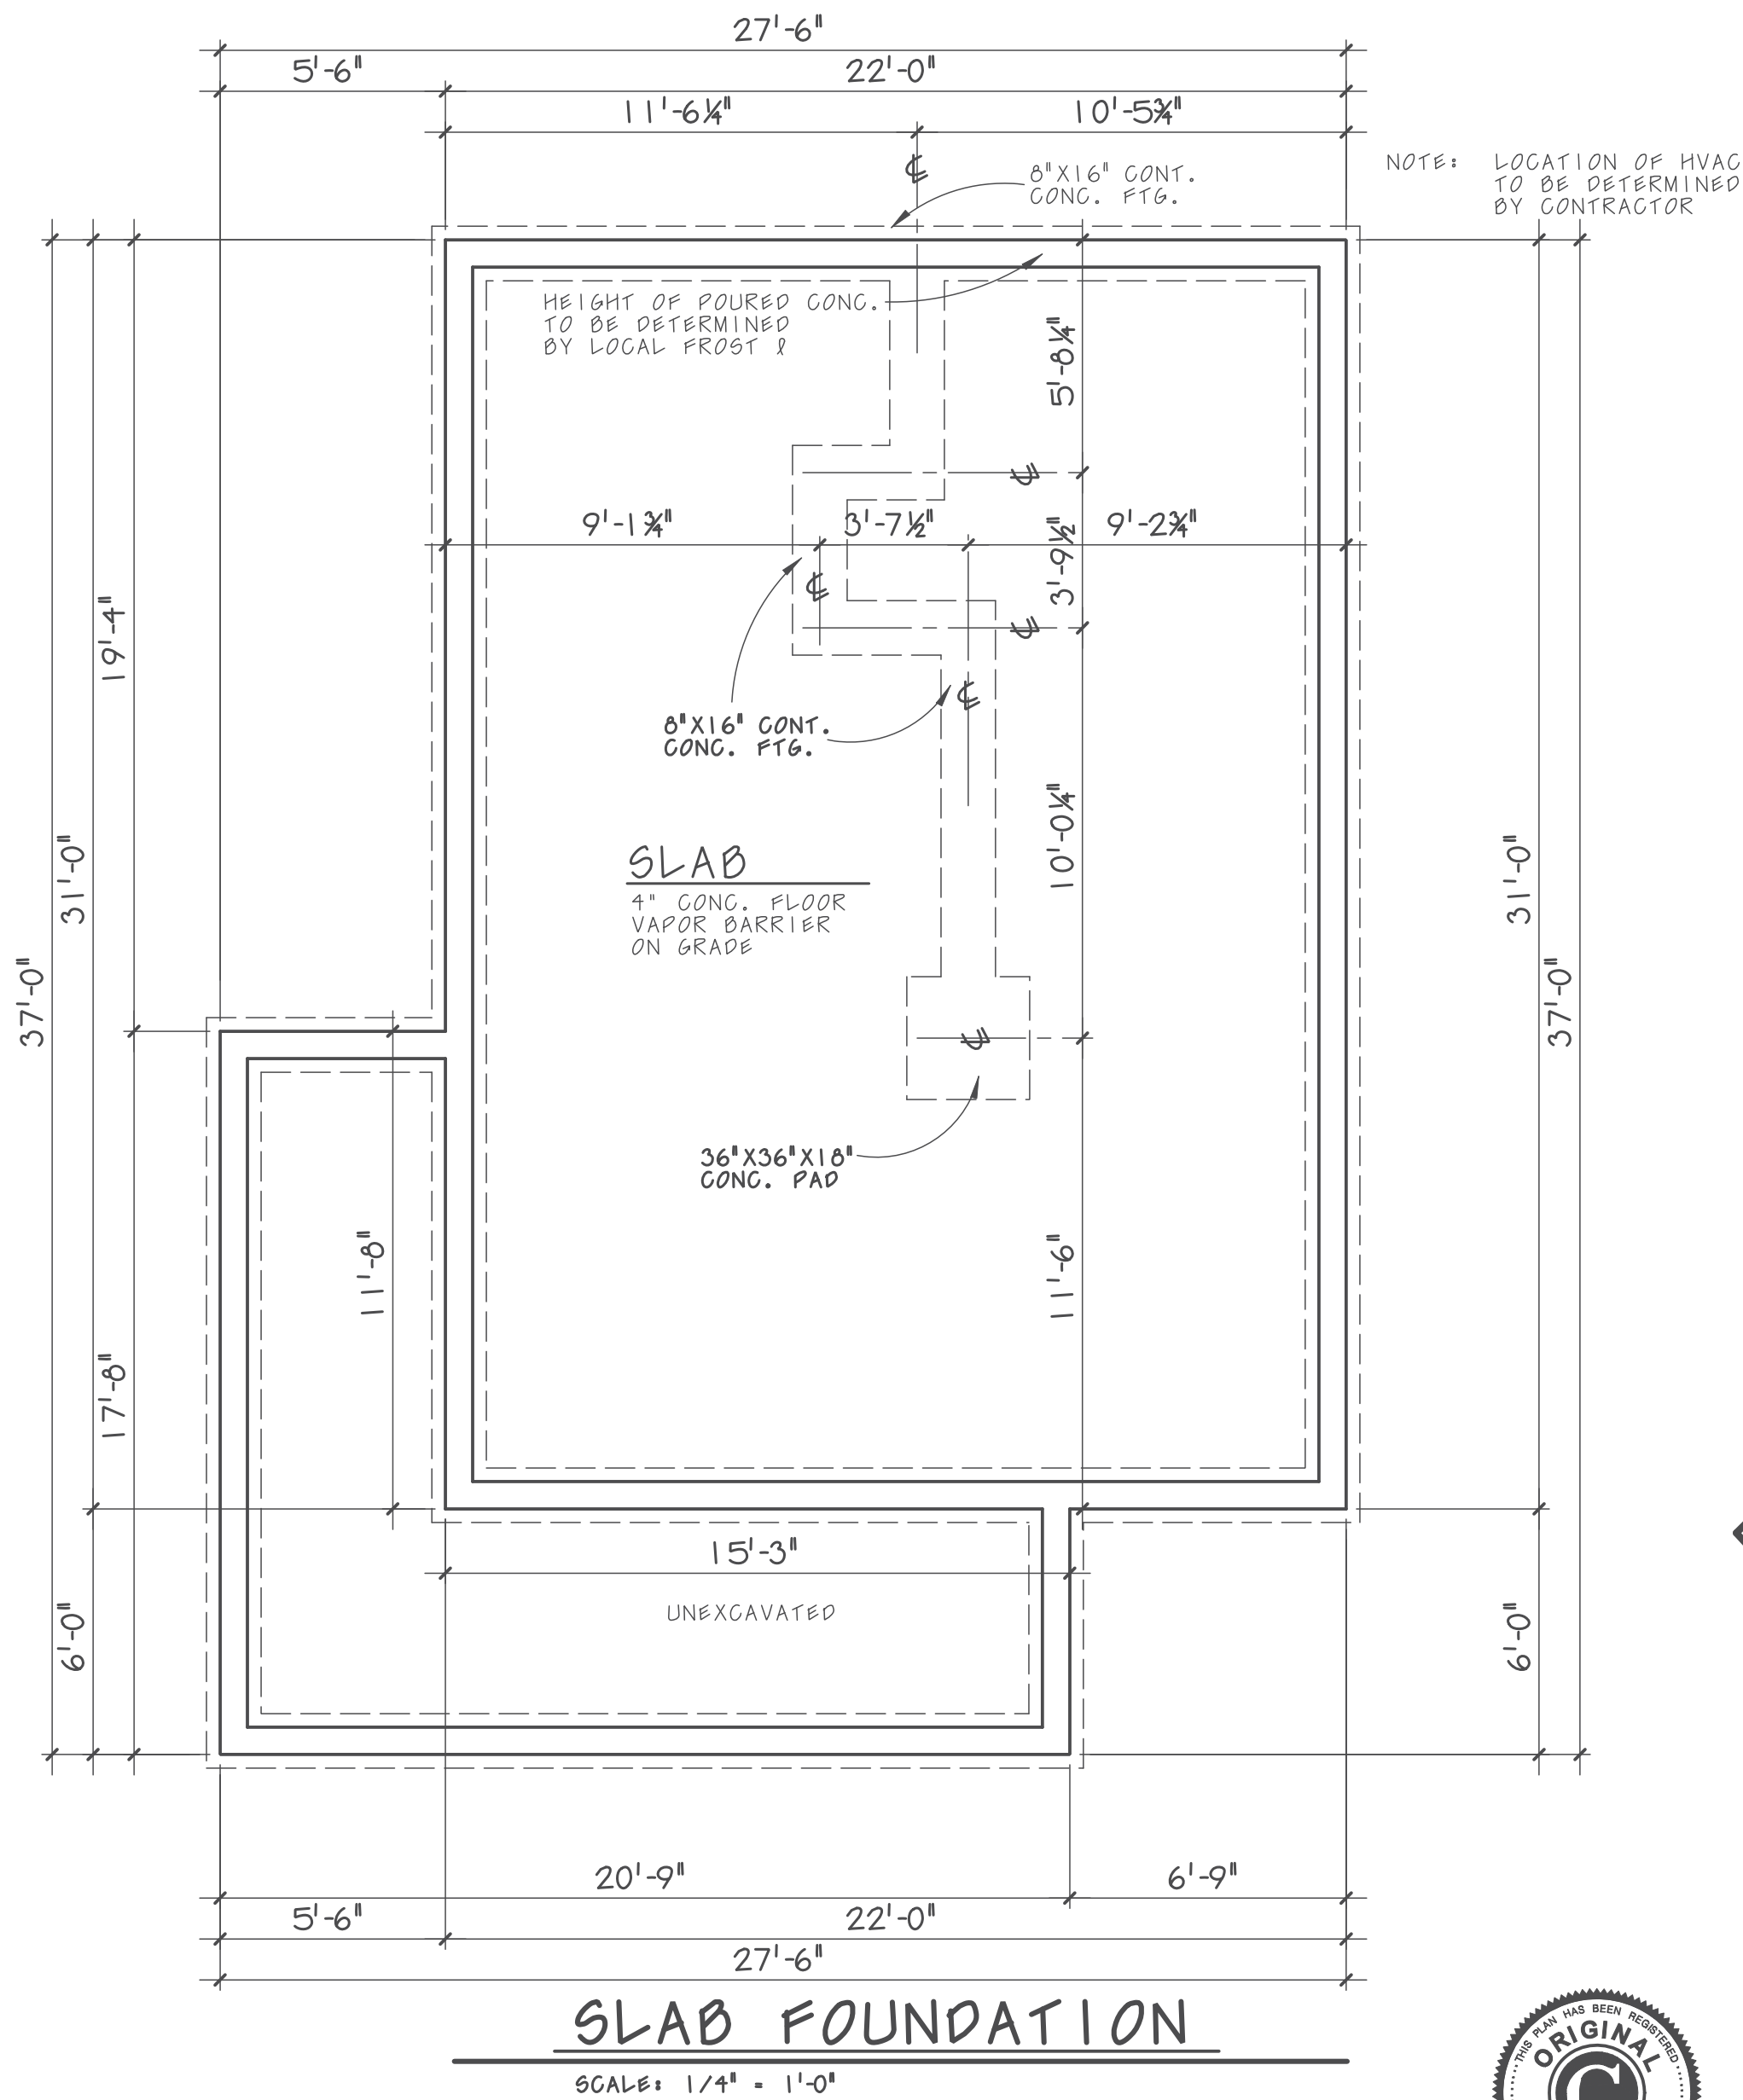 27'-6"
5'-6" 22'-0"
11'-6¼" 10'-5¾"
℄
8"X16" CONT.
CONC. FTG.
NOTE: LOCATION OF HVAC
TO BE DETERMINED
BY CONTRACTOR
HEIGHT OF POURED CONC.
TO BE DETERMINED
BY LOCAL FROST ℓ
5'-8¼"
℄
9'-1¾" 3'-7½" 9'-2¾"
3'-9½"
℄
℄
19'-4"
℄
8"X16" CONT.
CONC. FTG.
31'-0"
37'-0"
10'-0¼"
31'-0"
37'-0"
SLAB
4" CONC. FLOOR
VAPOR BARRIER
ON GRADE
℄
36"X36"X18"
CONC. PAD
11'-8"
11'-6"
17'-8"
15'-3"
UNEXCAVATED
6'-0"
6'-0"
20'-9" 6'-9"
5'-6" 22'-0"
27'-6"
SLAB FOUNDATION
SCALE: 1/4" = 1'-0"
THIS PLAN HAS BEEN REGISTERED
ORIGINAL
C